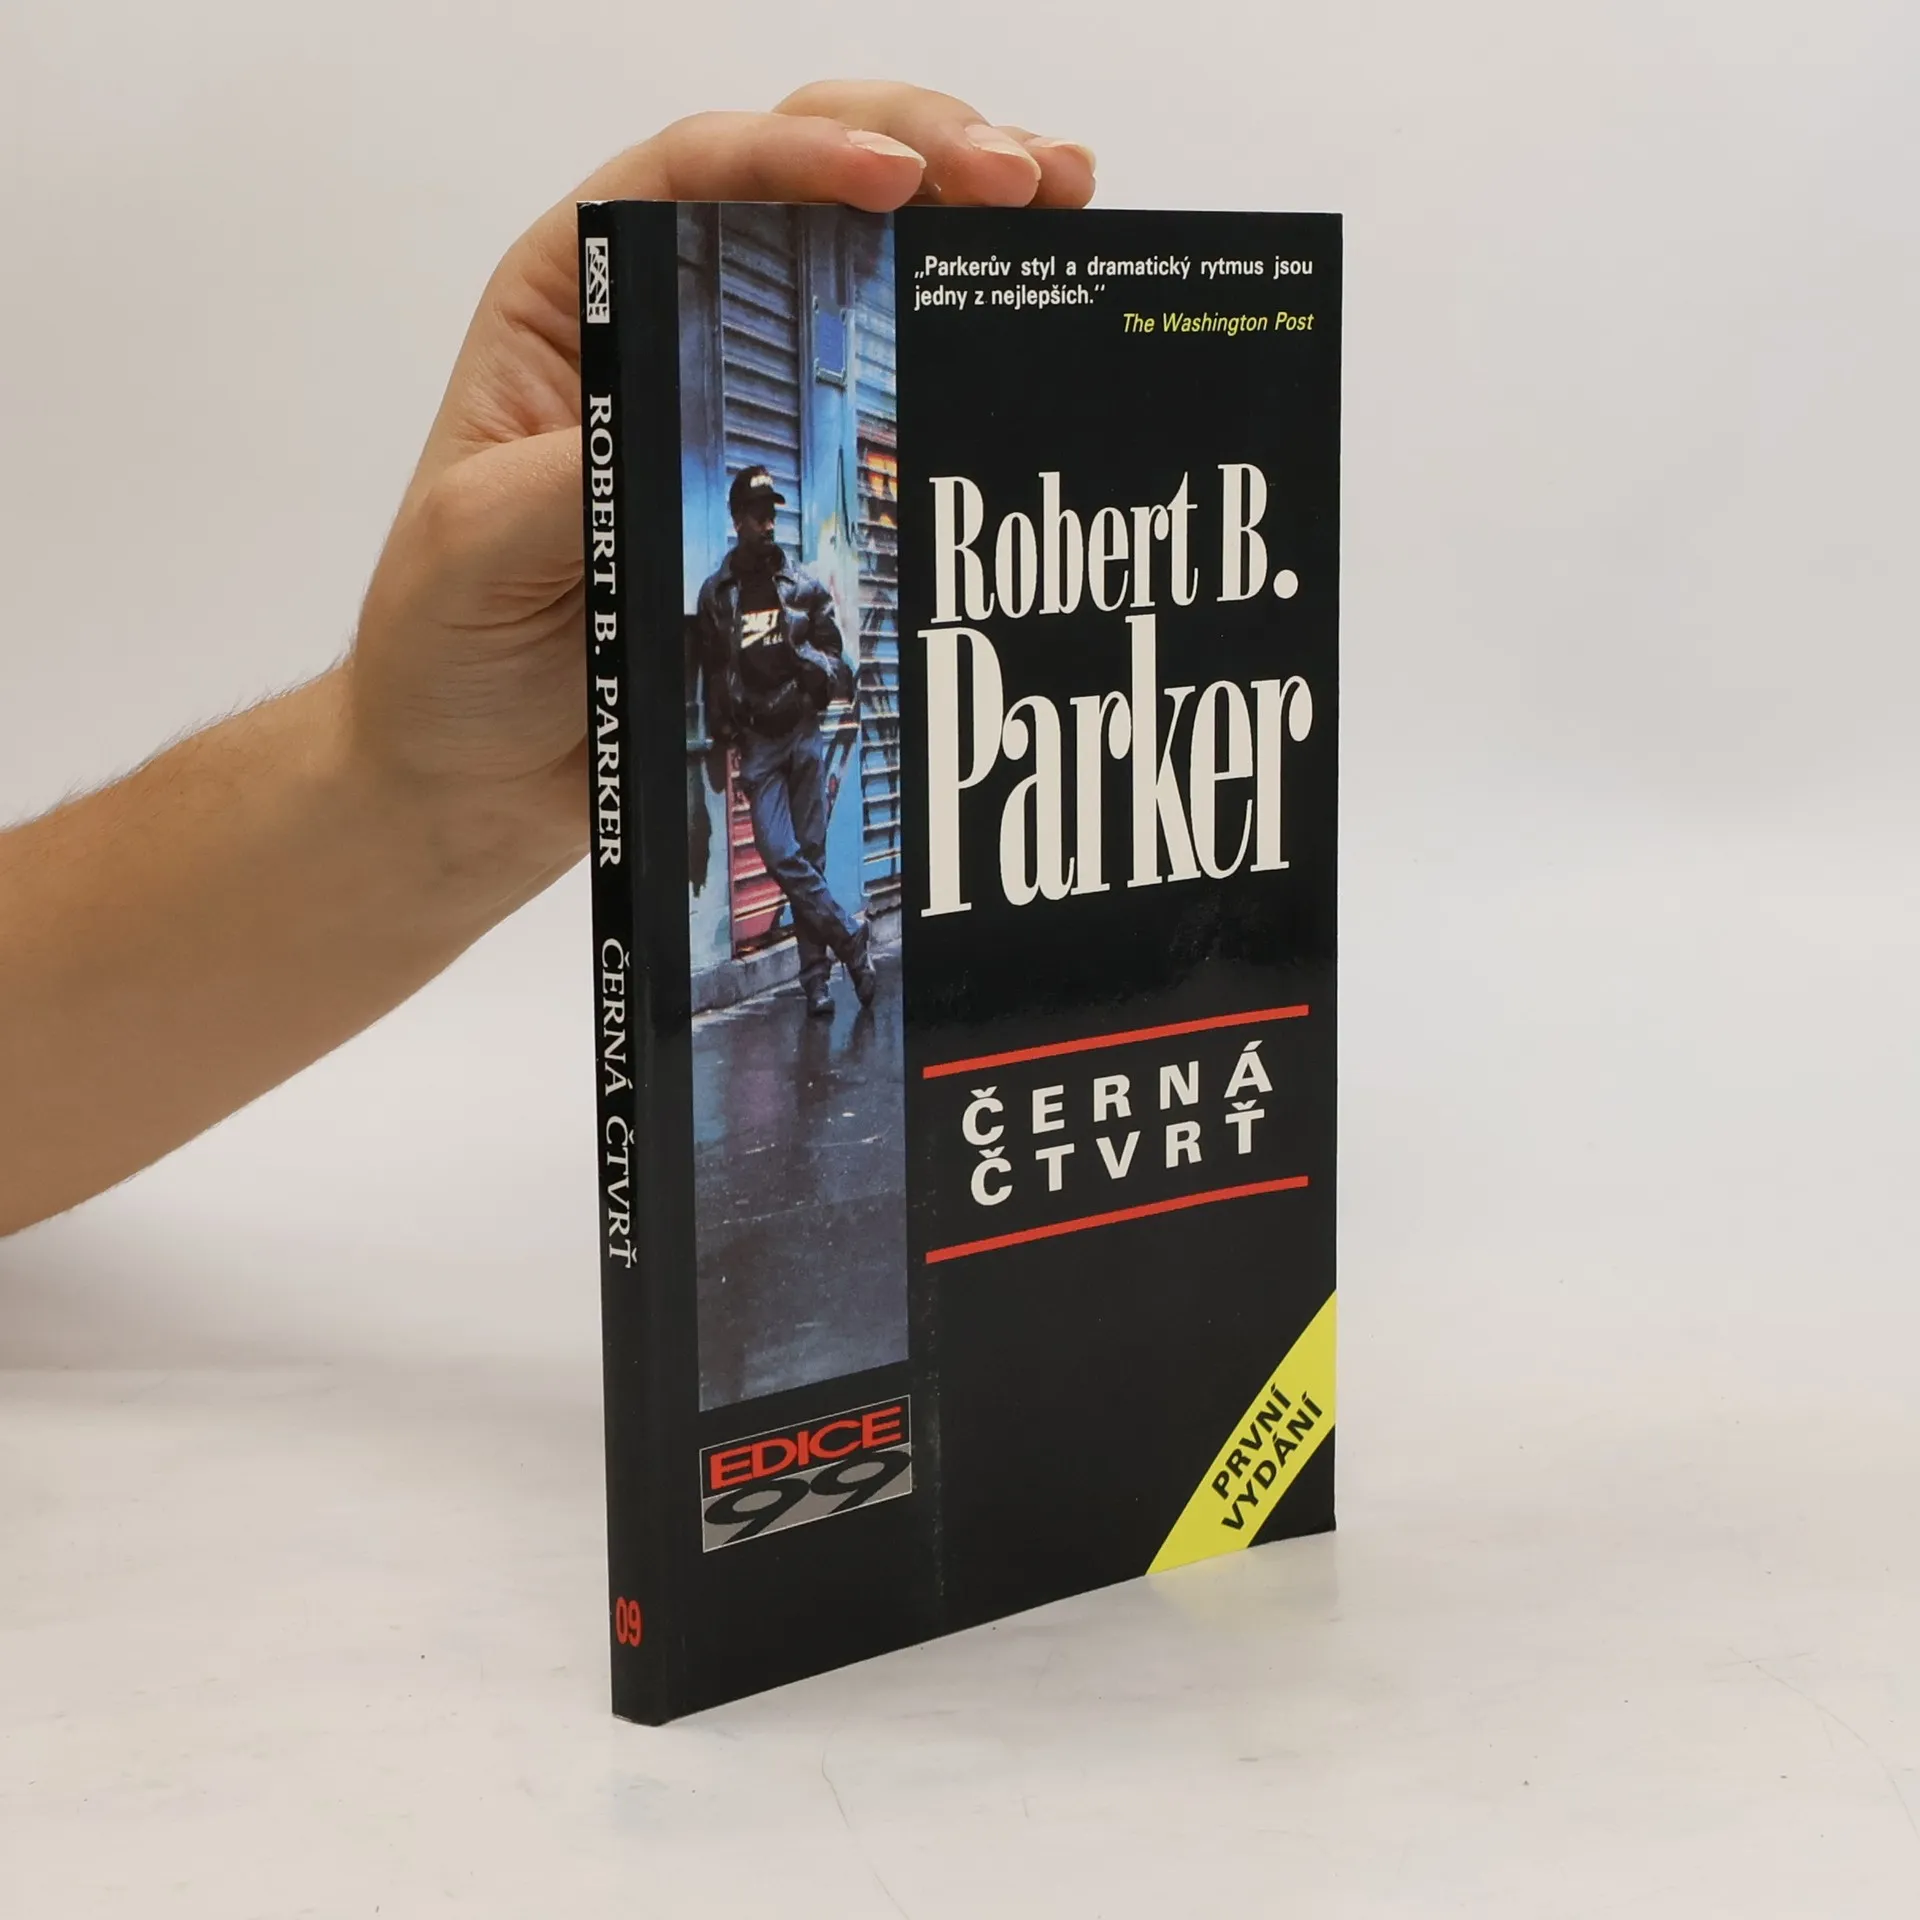 „Parkerův styl a dramatický rytmus jsou
jedny z nejlepších.“
The Washington Post
Robert B.
Parker
ČERNÁ
ČTVRŤ
PRVNÍ
VYDÁNÍ
EDICE
99
ROBERT B. PARKER ČERNÁ ČTVRŤ
09